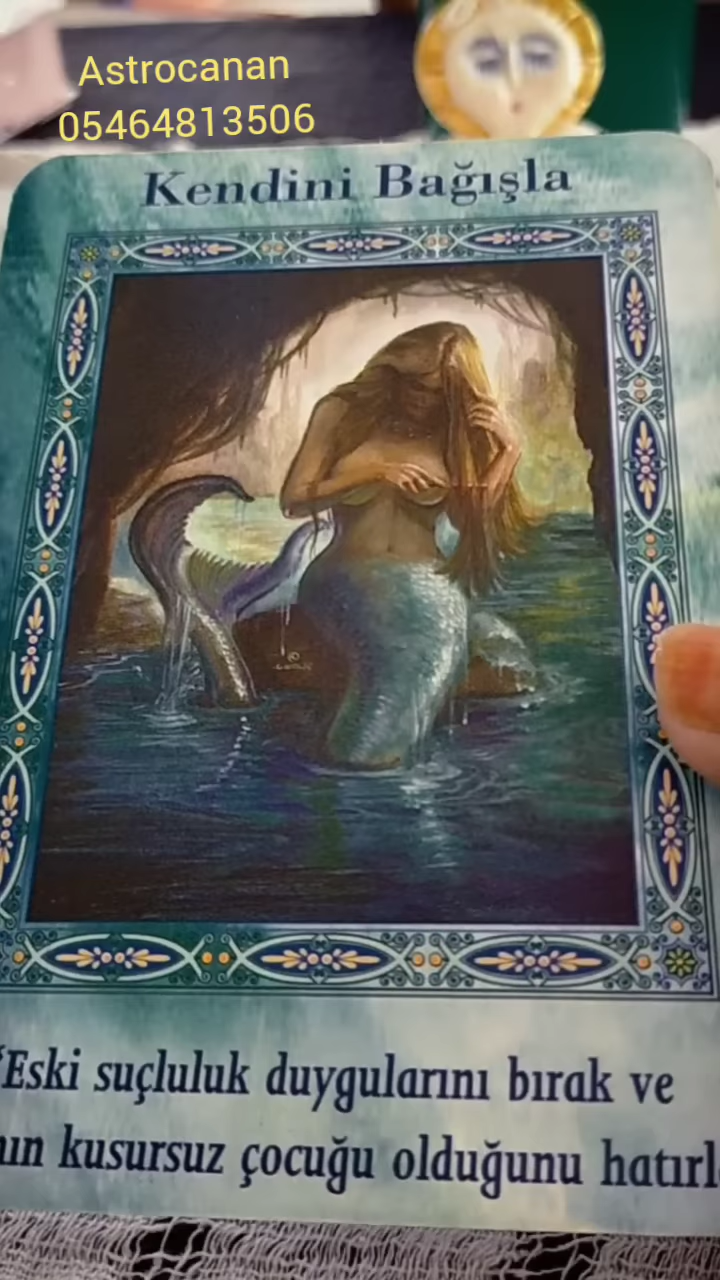 Astrocanan
05464813506
Kendini Bağışla
"Eski suçluluk duygularını bırak ve
kusursuz çocuğu olduğunu